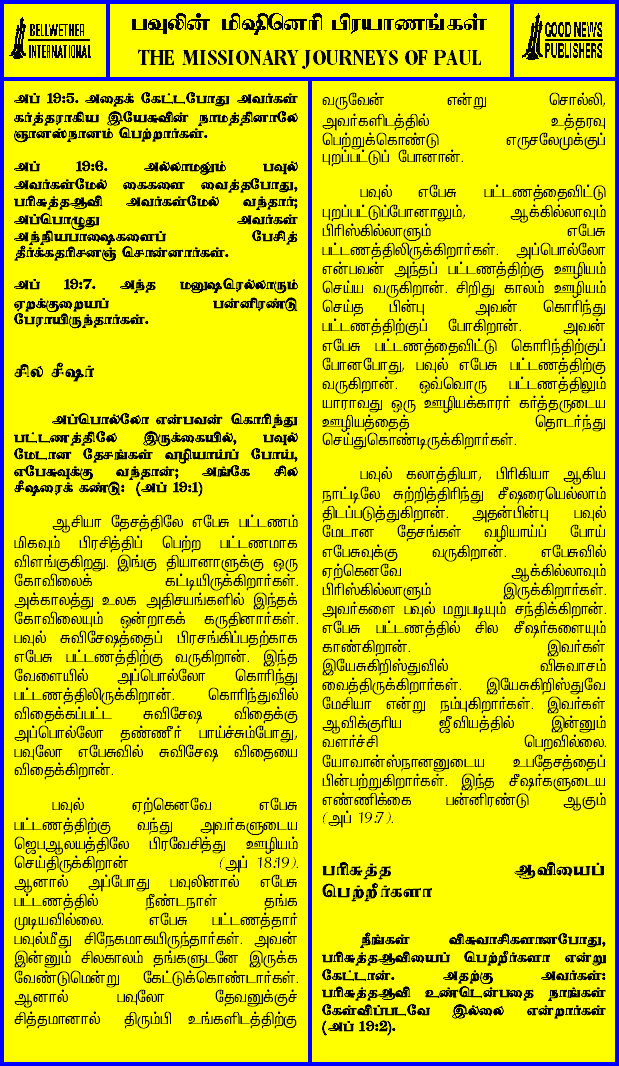 BELLWETHER
INTERNATIONAL
பவுலின் மிஷினெரி பிரயாணங்கள்
THE MISSIONARY JOURNEYS OF PAUL
GOOD NEWS
PUBLISHERS
அப் 19:5. அதைக் கேட்டபோது அவர்கள்
கர்த்தராகிய இயேசுவின் நாமத்தினாலே
ஞானஸ்நானம் பெற்றார்கள்.
அப் 19:6. அல்லாமலும் பவுல்
அவர்கள்மேல் கைகளை வைத்தபோது,
பரிசுத்தஆவி அவர்கள்மேல் வந்தார்;
அப்பொழுது அவர்கள்
அந்நியபாஷைகளைப் பேசித்
தீர்க்கதரிசனஞ் சொன்னார்கள்.
அப் 19:7. அந்த மனுஷரெல்லாரும்
ஏறக்குறையப் பன்னிரண்டு
பேராயிருந்தார்கள்.
சில சீஷர்
அப்பொல்லோ என்பவன் கொரிந்து
பட்டணத்திலே இருக்கையில், பவுல்
மேடான தேசங்கள் வழியாய்ப் போய்,
எபேசுவுக்கு வந்தான்; அங்கே சில
சீஷரைக் கண்டு: (அப் 19:1)
ஆசியா தேசத்திலே எபேசு பட்டணம்
மிகவும் பிரசித்திப் பெற்ற பட்டணமாக
விளங்குகிறது. இங்கு தியானாளுக்கு ஒரு
கோவிலைக் கட்டியிருக்கிறார்கள்.
அக்காலத்து உலக அதிசயங்களில் இந்தக்
கோவிலையும் ஒன்றாகக் கருதினார்கள்.
பவுல் சுவிசேஷத்தைப் பிரசங்கிப்பதற்காக
எபேசு பட்டணத்திற்கு வருகிறான். இந்த
வேளையில் அப்பொல்லோ கொரிந்து
பட்டணத்திலிருக்கிறான். கொரிந்துவில்
விதைக்கப்பட்ட சுவிசேஷ விதைக்கு
அப்பொல்லோ தண்ணீர் பாய்ச்சும்போது,
பவுலோ எபேசுவில் சுவிசேஷ விதையை
விதைக்கிறான்.
பவுல் ஏற்கெனவே எபேசு
பட்டணத்திற்கு வந்து அவர்களுடைய
ஜெபஆலயத்திலே பிரவேசித்து ஊழியம்
செய்திருக்கிறான் (அப் 18:19).
ஆனால் அப்போது பவுலினால் எபேசு
பட்டணத்தில் நீண்டநாள் தங்க
முடியவில்லை. எபேசு பட்டணத்தார்
பவுல்மீது சிநேகமாகயிருந்தார்கள். அவன்
இன்னும் சிலகாலம் தங்களுடனே இருக்க
வேண்டுமென்று கேட்டுக்கொண்டார்கள்.
ஆனால் பவுலோ தேவனுக்குச்
சித்தமானால் திரும்பி உங்களிடத்திற்கு
வருவேன் என்று சொல்லி,
அவர்களிடத்தில் உத்தரவு
பெற்றுக்கொண்டு எருசலேமுக்குப்
புறப்பட்டுப் போனான்.
பவுல் எபேசு பட்டணத்தைவிட்டு
புறப்பட்டுப்போனாலும், ஆக்கில்லாவும்
பிரிஸ்கில்லாளும் எபேசு
பட்டணத்திலிருக்கிறார்கள். அப்பொல்லோ
என்பவன் அந்தப் பட்டணத்திற்கு ஊழியம்
செய்ய வருகிறான். சிறிது காலம் ஊழியம்
செய்த பின்பு அவன் கொரிந்து
பட்டணத்திற்குப் போகிறான். அவன்
எபேசு பட்டணத்தைவிட்டு கொரிந்திற்குப்
போனபோது, பவுல் எபேசு பட்டணத்திற்கு
வருகிறான். ஒவ்வொரு பட்டணத்திலும்
யாராவது ஒரு ஊழியக்காரர் கர்த்தருடைய
ஊழியத்தைத் தொடர்ந்து
செய்துகொண்டிருக்கிறார்கள்.
பவுல் கலாத்தியா, பிரிகியா ஆகிய
நாட்டிலே சுற்றித்திரிந்து சீஷரையெல்லாம்
திடப்படுத்துகிறான். அதன்பின்பு பவுல்
மேடான தேசங்கள் வழியாய்ப் போய்
எபேசுவுக்கு வருகிறான். எபேசுவில்
ஏற்கெனவே ஆக்கில்லாவும்
பிரிஸ்கில்லாளும் இருக்கிறார்கள்.
அவர்களை பவுல் மறுபடியும் சந்திக்கிறான்.
எபேசு பட்டணத்தில் சில சீஷர்களையும்
காண்கிறான். இவர்கள்
இயேசுகிறிஸ்துவில் விசுவாசம்
வைத்திருக்கிறார்கள். இயேசுகிறிஸ்துவே
மேசியா என்று நம்புகிறார்கள். இவர்கள்
ஆவிக்குரிய ஜீவியத்தில் இன்னும்
வளர்ச்சி பெறவில்லை.
யோவான்ஸ்நானனுடைய உபதேசத்தைப்
பின்பற்றுகிறார்கள். இந்த சீஷர்களுடைய
எண்ணிக்கை பன்னிரண்டு ஆகும்
(அப் 19:7).
பரிசுத்த ஆவியைப்
பெற்றீர்களா
நீங்கள் விசுவாசிகளானபோது,
பரிசுத்தஆவியைப் பெற்றீர்களா என்று
கேட்டான். அதற்கு அவர்கள்:
பரிசுத்தஆவி உண்டென்பதை நாங்கள்
கேள்விப்படவே இல்லை என்றார்கள்
(அப் 19:2).